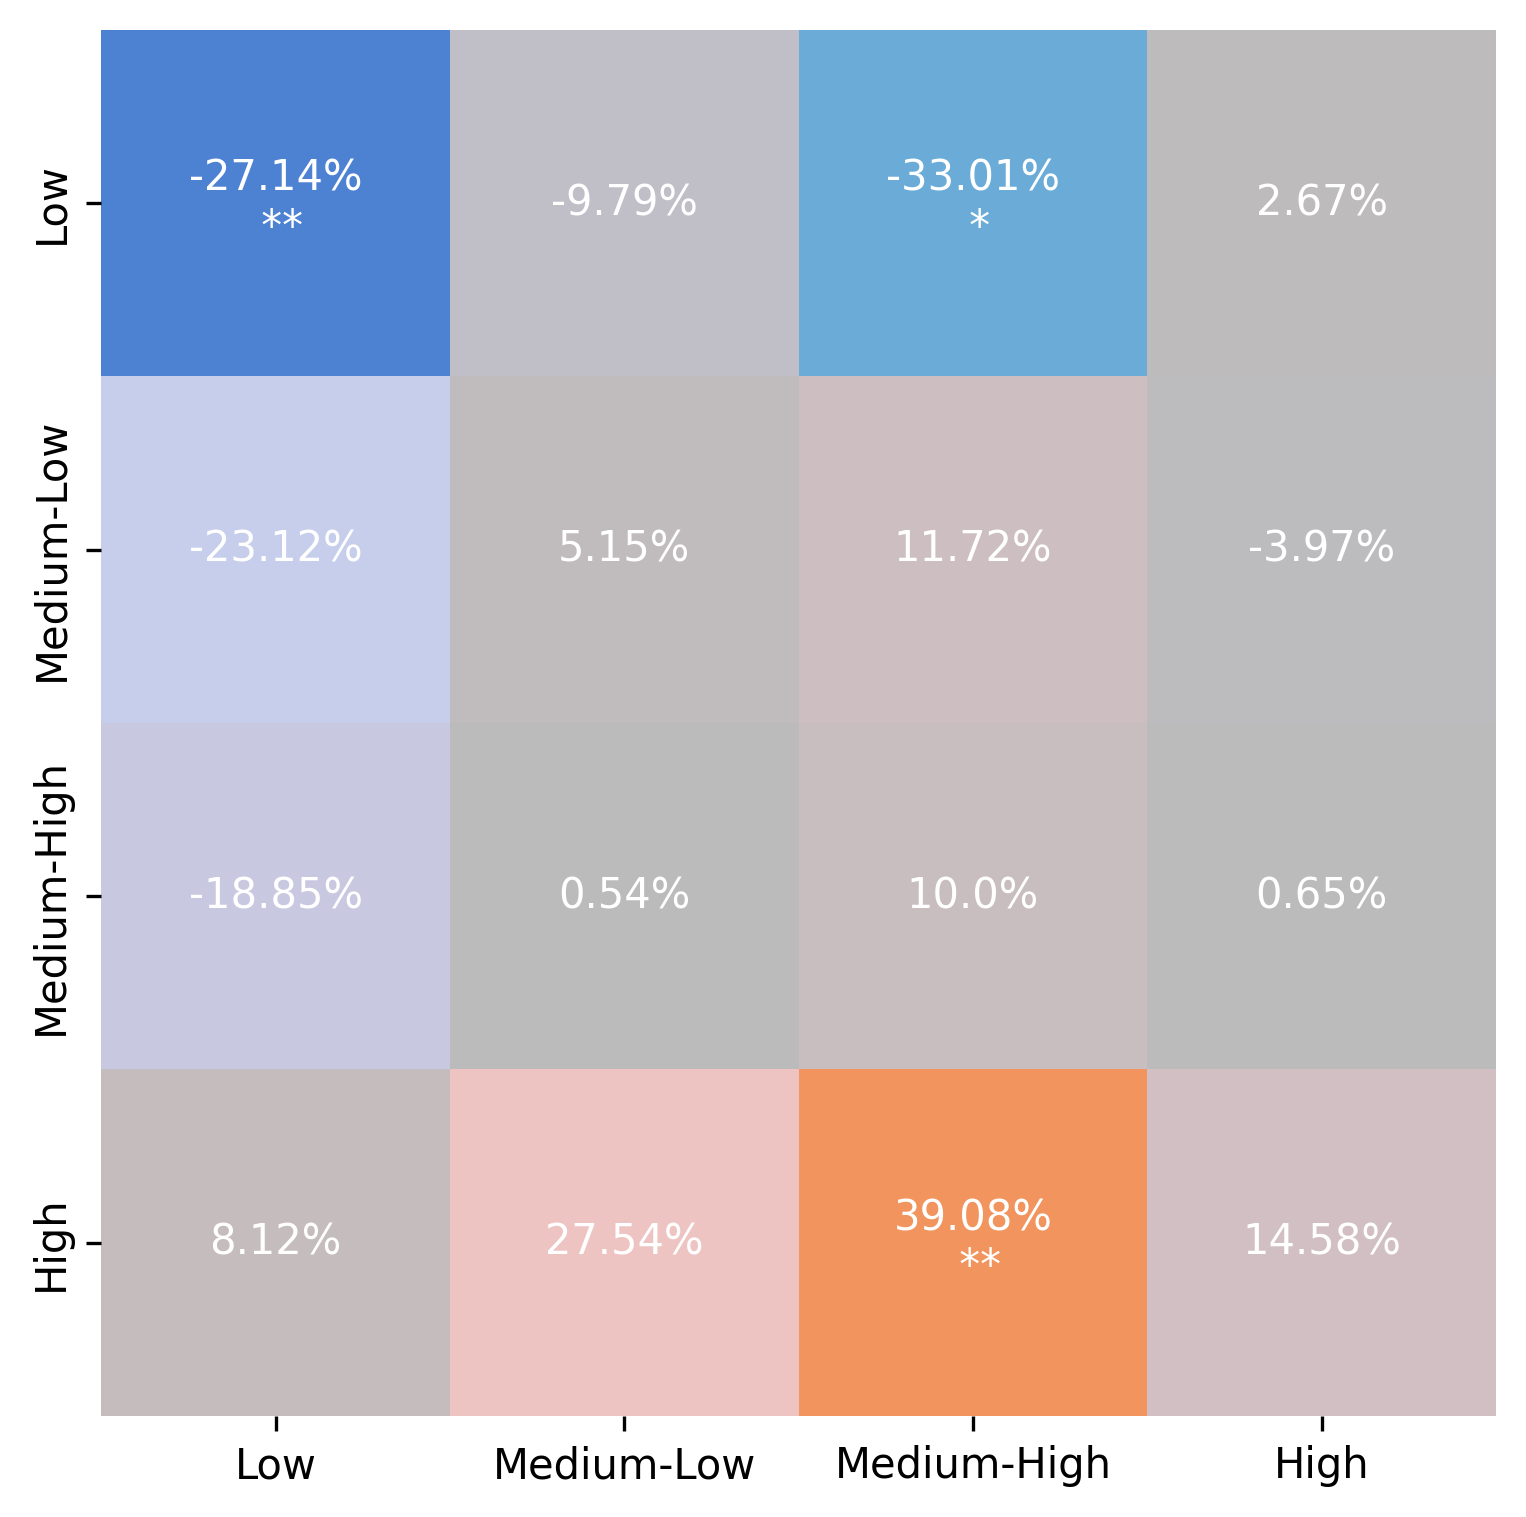 Low
-27.14%
**
-9.79%
-33.01%
*
2.67%
Medium-Low
-23.12%
5.15%
11.72%
-3.97%
Medium-High
-18.85%
0.54%
10.0%
0.65%
High
8.12%
27.54%
39.08%
**
14.58%
Low
Medium-Low
Medium-High
High